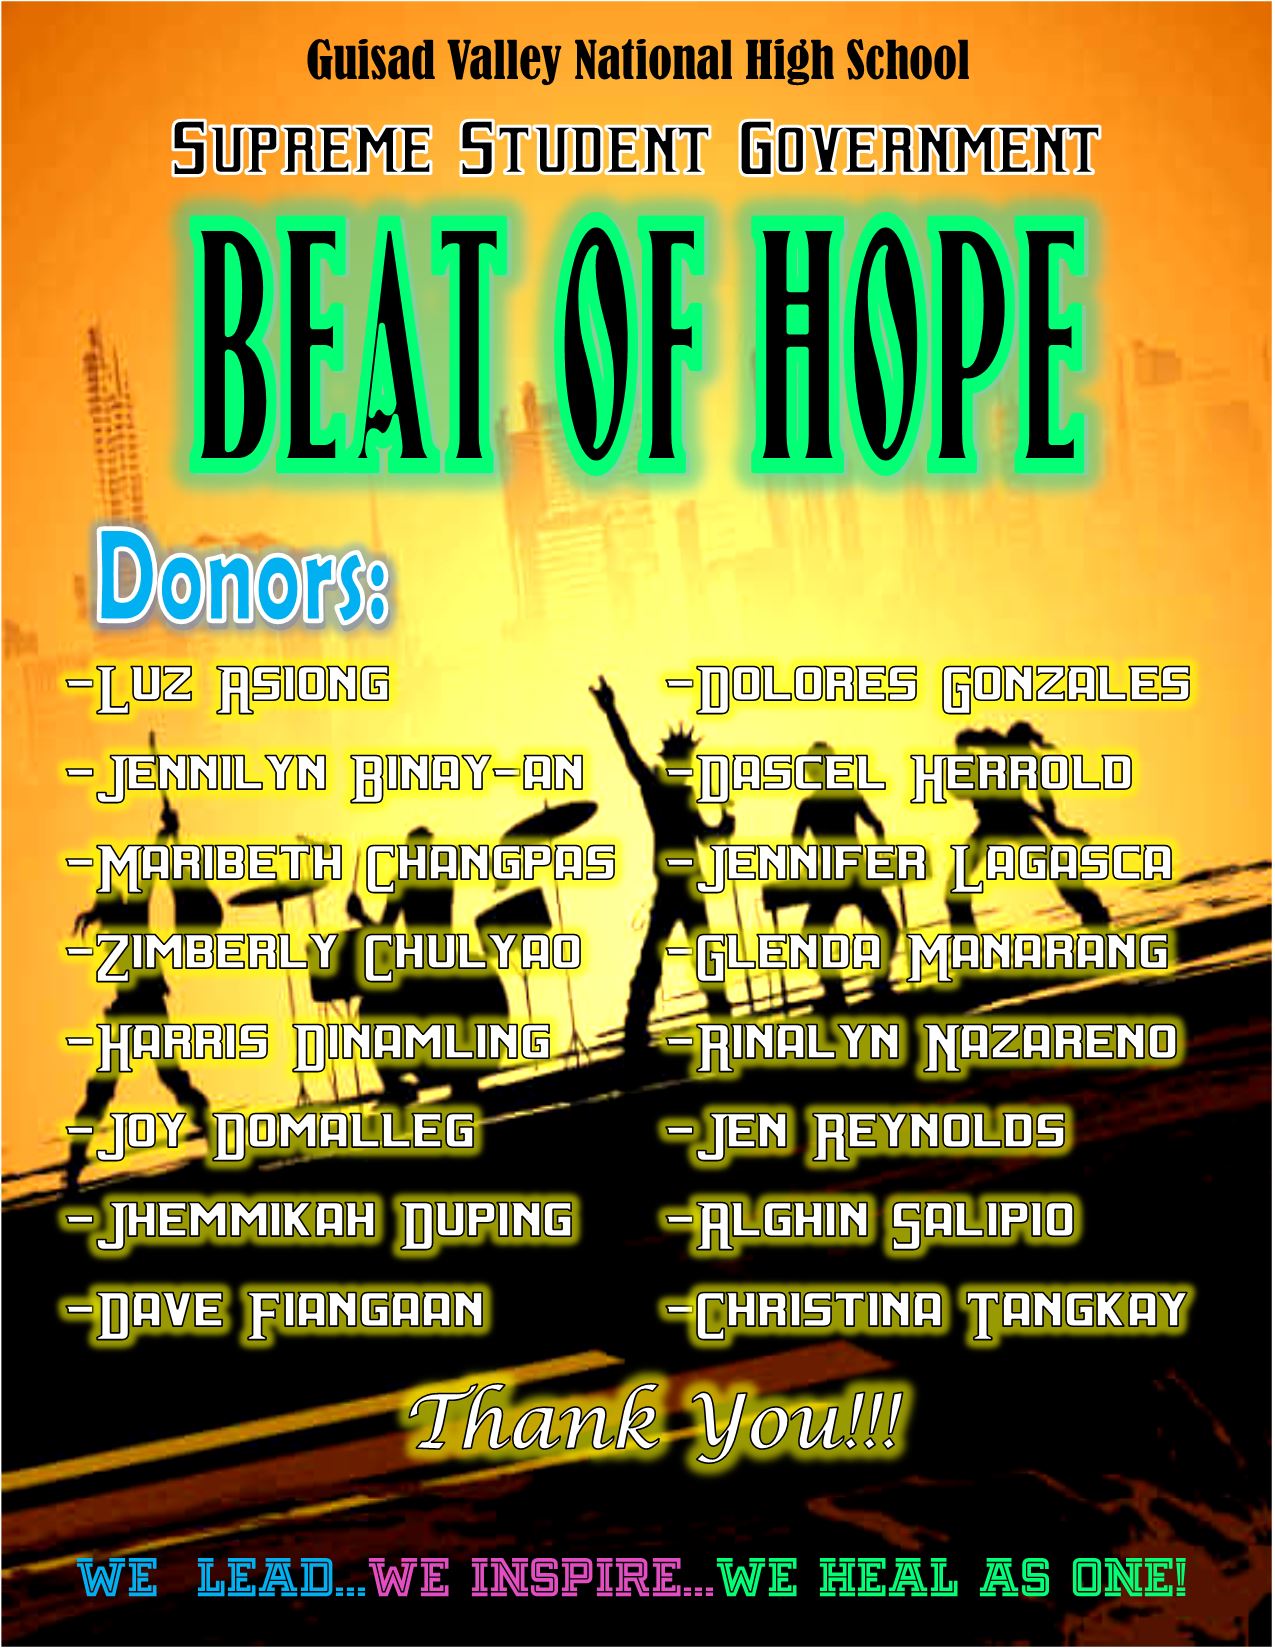 Guisad Valley National High School
Supreme Student Government
BEAT OF HOPE
Donors:
-Luz Asiong
-Jennilyn Binay-an
-Maribeth Changpas
-Zimberly Chulyao
-Harris Dinamling
-Joy Domalleg
-Jhemmikah Duping
-Dave Fiangaan
-Dolores Gonzales
-Dascel Herrold
-Jennifer Lagasca
-Glenda Manarang
-Rinalyn Nazareno
-Jen Reynolds
-Alghin Salipio
-Christina Tangkay
Thank You!!!
WE LEAD...WE INSPIRE...WE HEAL AS ONE!